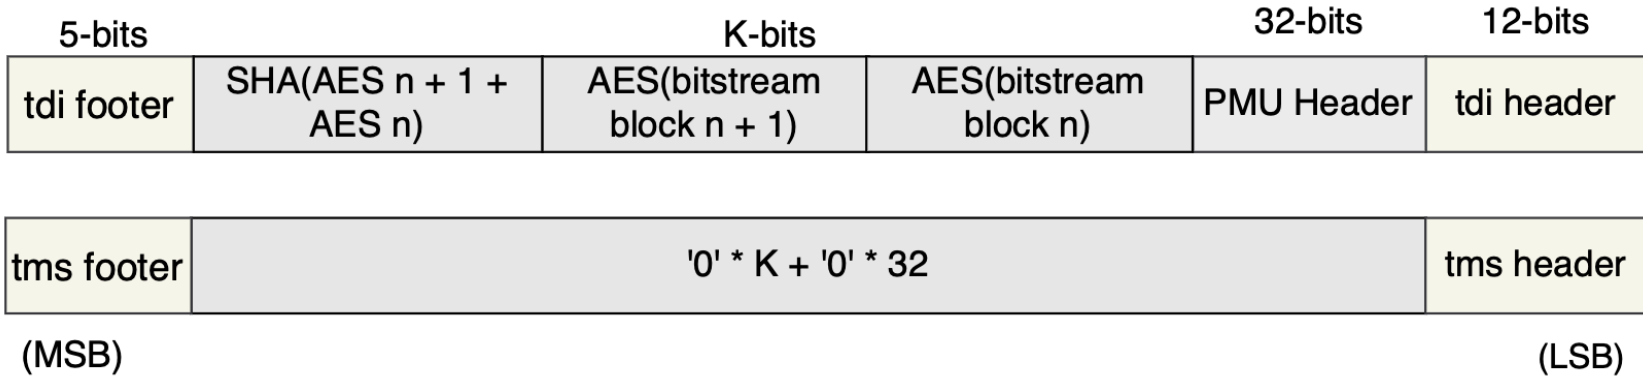 5-bits K-bits 32-bits 12-bits
tdi footer
SHA(AES n + 1 +
AES n)
AES(bitstream
block n + 1)
AES(bitstream
block n)
PMU Header
tdi header
tms footer
'0' * K + '0' * 32
tms header
(MSB)
(LSB)